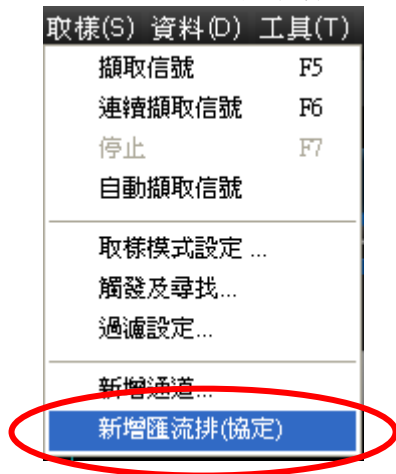 取樣(S) 資料(D) 工具(T)
擷取信號 F5
連續擷取信號 F6
停止 F7
自動擷取信號
取樣模式設定 ...
觸發及尋找...
過濾設定...
新增通道...
新增匯流排(協定)